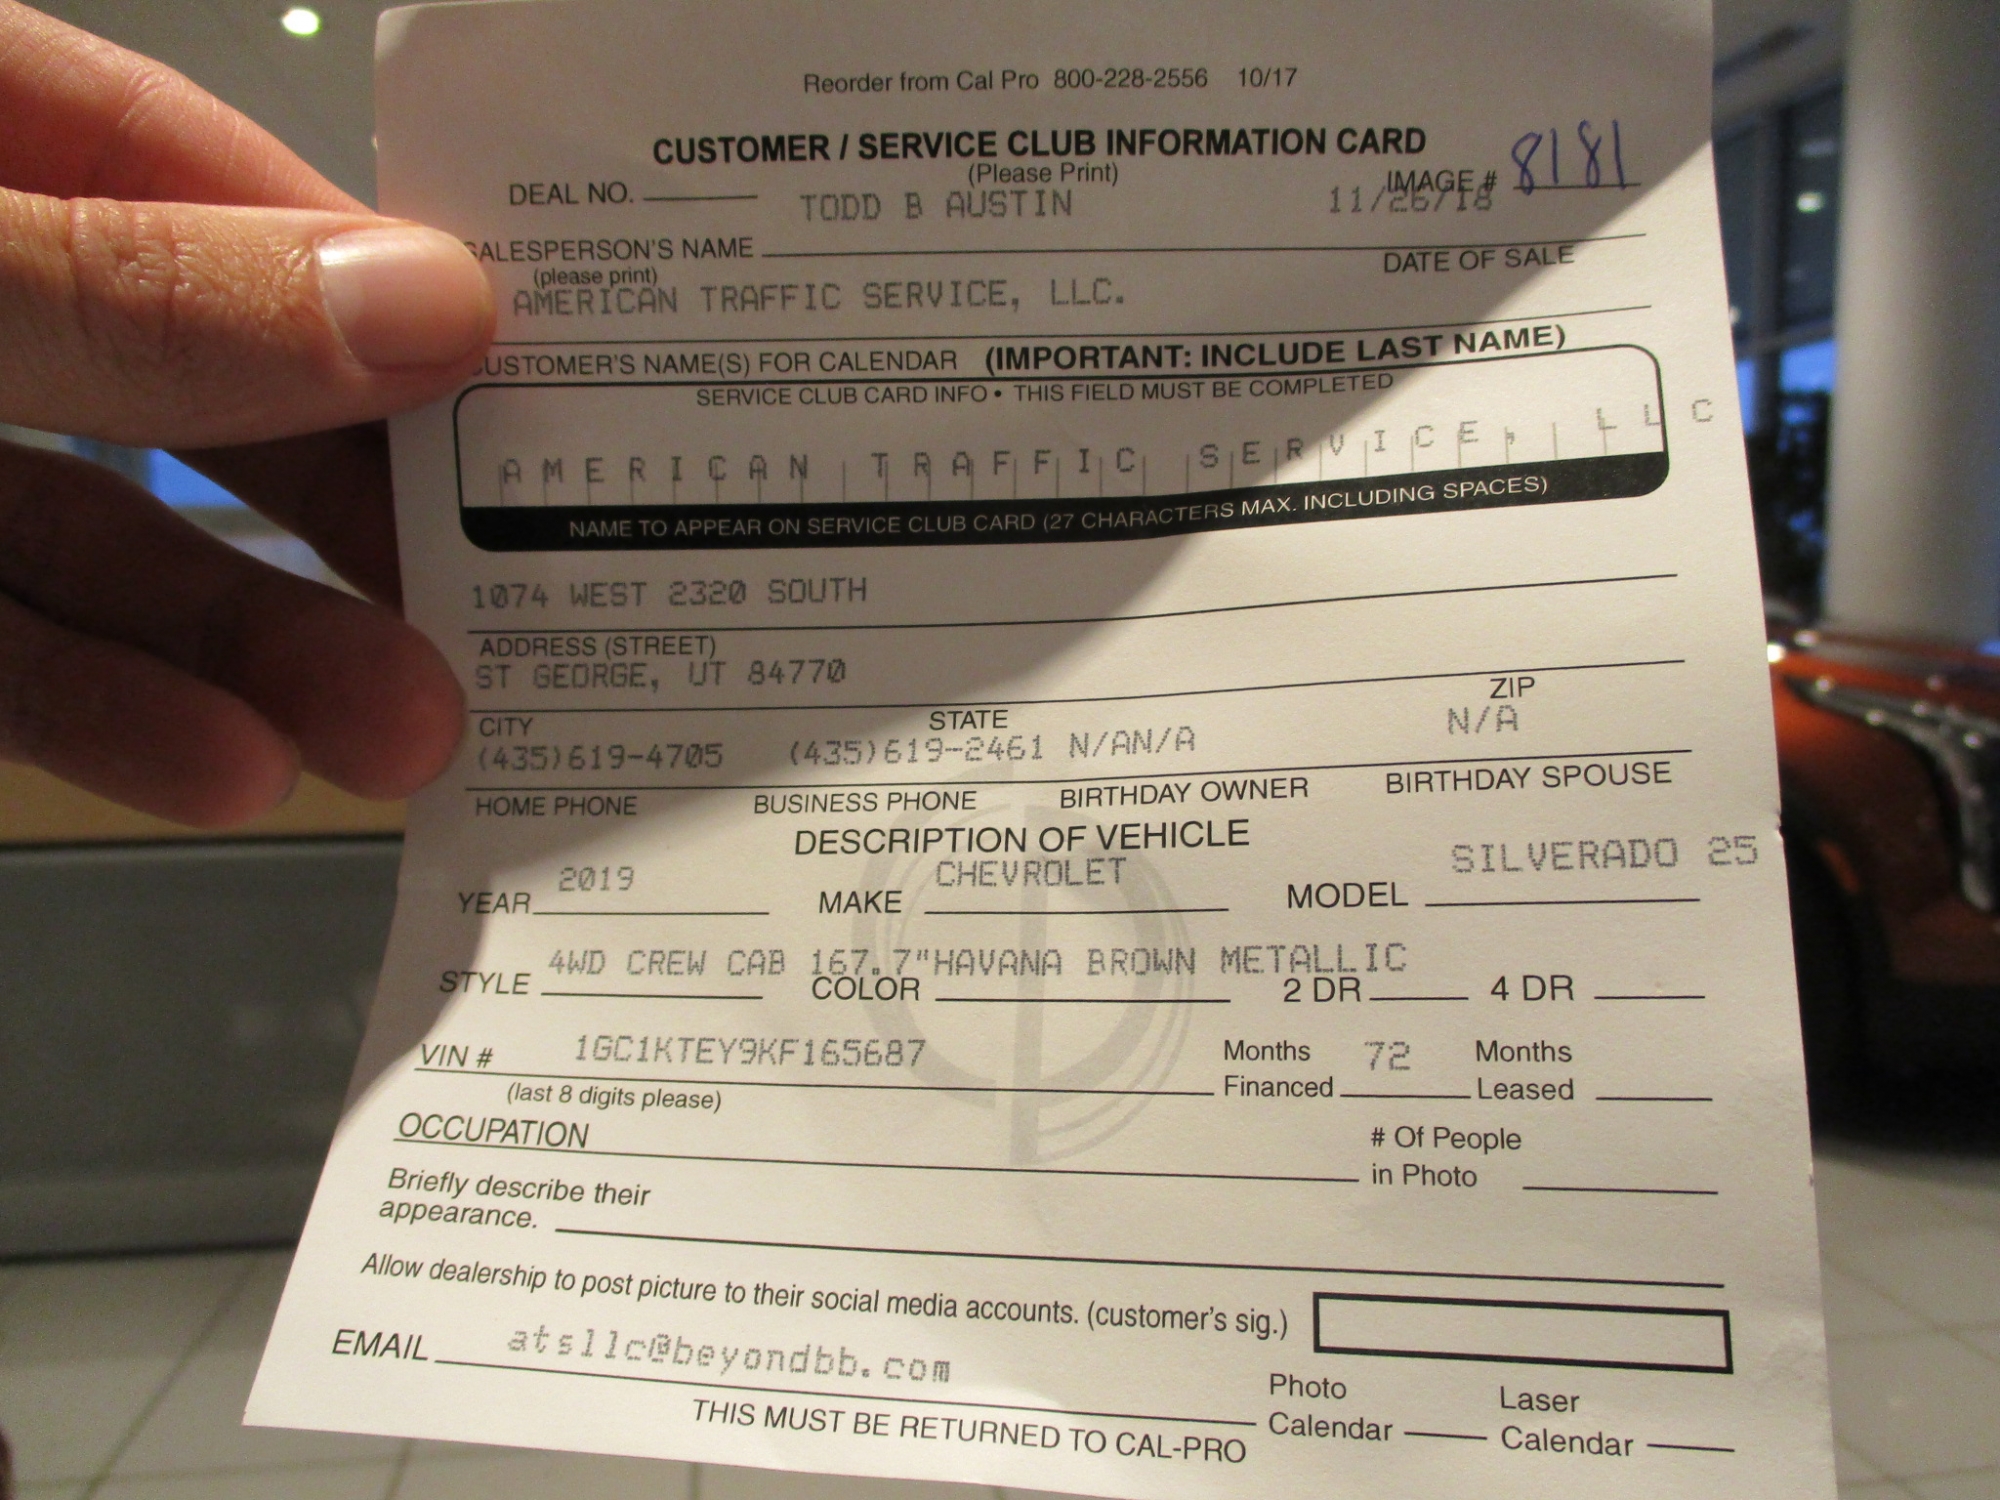 Reorder from Cal Pro 800-228-2556 10/17
CUSTOMER / SERVICE CLUB INFORMATION CARD
(Please Print)
DEAL NO. IMAGE # 8181
TODD B AUSTIN 11/26/18
SALESPERSON'S NAME DATE OF SALE
(please print)
AMERICAN TRAFFIC SERVICE, LLC.
CUSTOMER'S NAME(S) FOR CALENDAR (IMPORTANT: INCLUDE LAST NAME)
SERVICE CLUB CARD INFO • THIS FIELD MUST BE COMPLETED
AMERICAN TRAFFIC SERVICE, LLC
NAME TO APPEAR ON SERVICE CLUB CARD (27 CHARACTERS MAX. INCLUDING SPACES)
1074 WEST 2320 SOUTH
ADDRESS (STREET)
ST GEORGE, UT 84770
CITY STATE ZIP
(435)619-4705 (435)619-2461 N/AN/A N/A
HOME PHONE BUSINESS PHONE BIRTHDAY OWNER BIRTHDAY SPOUSE
DESCRIPTION OF VEHICLE
YEAR 2019 MAKE CHEVROLET MODEL SILVERADO 25
4WD CREW CAB 167.7"HAVANA BROWN METALLIC
STYLE COLOR 2 DR 4 DR
VIN # 1GC1KTEY9KF165687 Months Financed 72 Months Leased
(last 8 digits please)
OCCUPATION # Of People in Photo
Briefly describe their
appearance.
Allow dealership to post picture to their social media accounts. (customer's sig.)
EMAIL atsllc@beyondbb.com
Photo Calendar Laser Calendar
THIS MUST BE RETURNED TO CAL-PRO